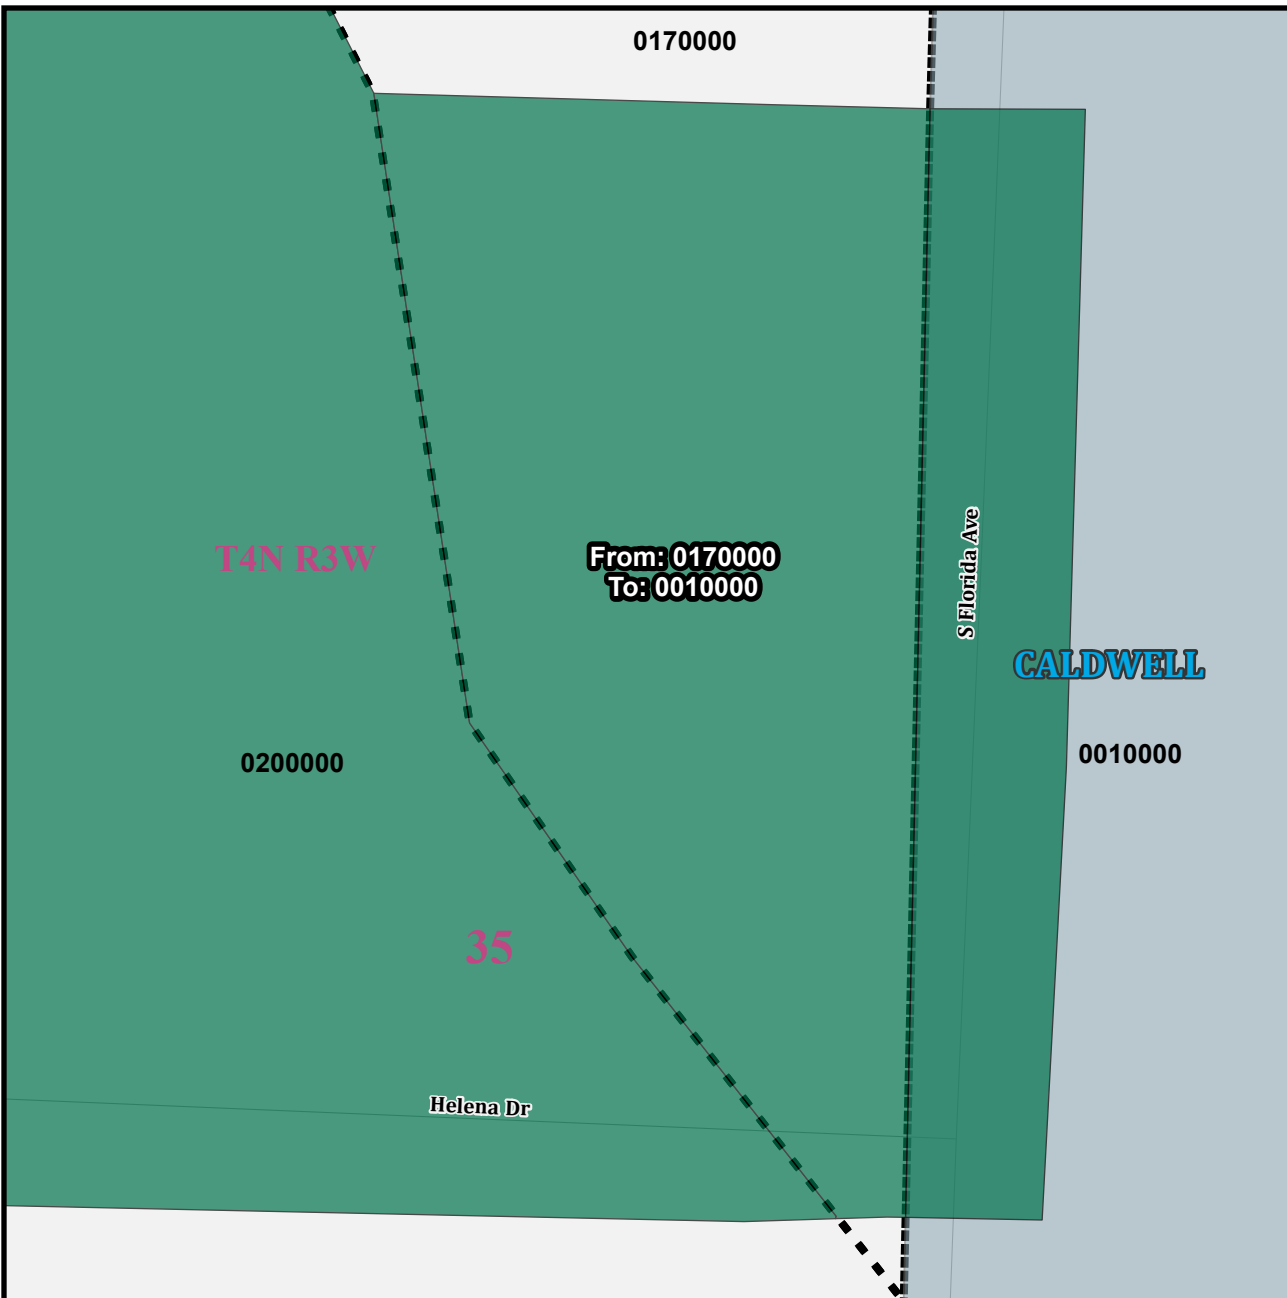 0170000
T4N R3W
From: 0170000
To: 0010000
S Florida Ave
CALDWELL
0200000
0010000
35
Helena Dr